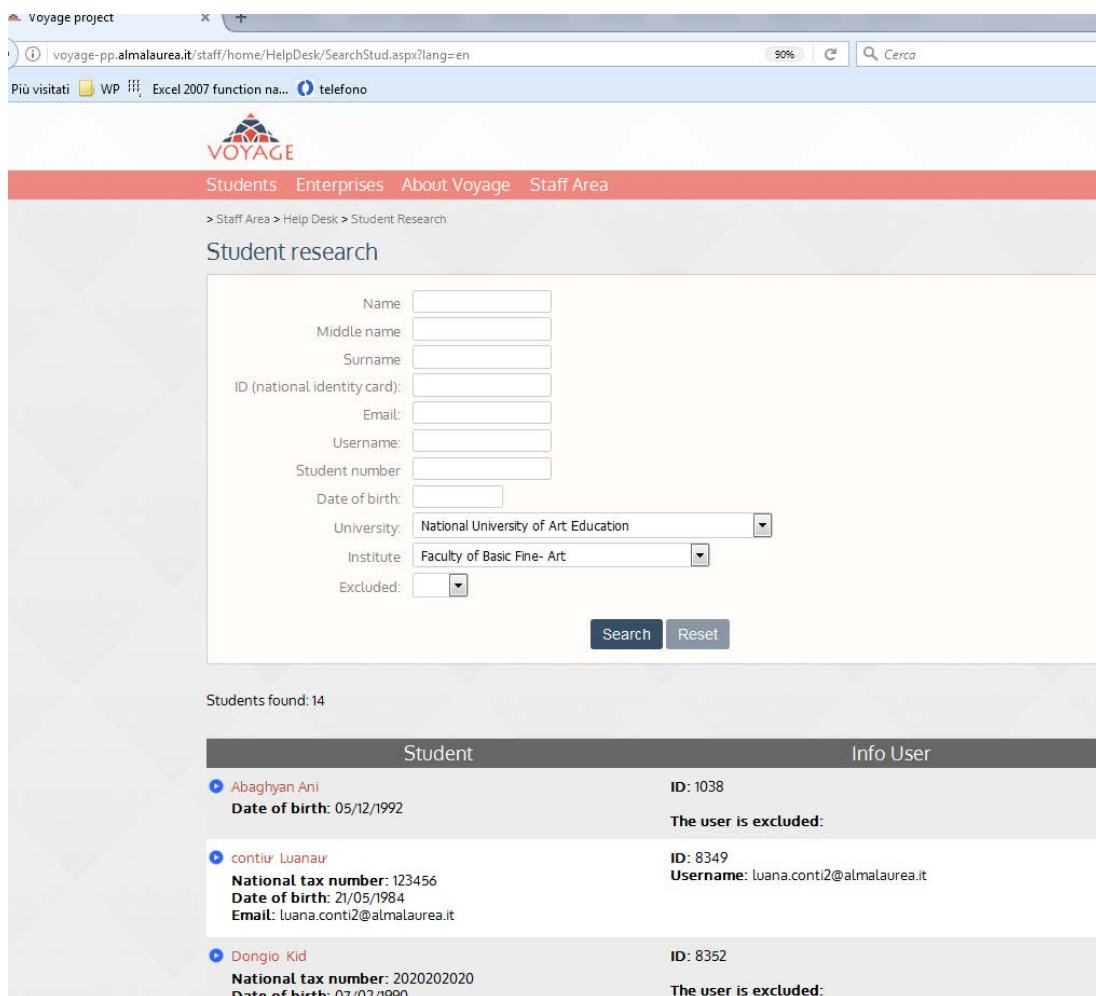 Voyage project × +
voyage-pp.almalaurea.it/staff/home/HelpDesk/SearchStud.aspx?lang=en 90% Cerca
Più visitati WP Excel 2007 function na... telefono
VOYAGE
Students Enterprises About Voyage Staff Area
> Staff Area > Help Desk > Student Research
Student research
Name
Middle name
Surname
ID (national identity card):
Email:
Username:
Student number
Date of birth:
University: National University of Art Education
Institute Faculty of Basic Fine- Art
Excluded:
Search Reset
Students found: 14
Student Info User
Abaghyan Ani ID: 1038
Date of birth: 05/12/1992
The user is excluded:
ID: 8349
National tax number: 123456 Username: luana.conti2@almalaurea.it
Date of birth: 21/05/1984
Email: luana.conti2@almalaurea.it
Dongio Kid ID: 8352
National tax number: 2020202020
Date of birth: 07/02/1990 The user is excluded: